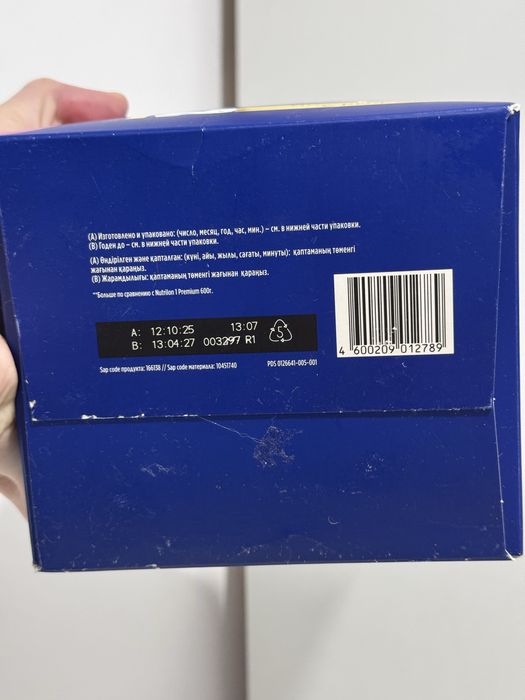 (А) Изготовлено и упаковано: (число, месяц, год, час, мин.) – см. в нижней части упаковки.
(В) Годен до – см. в нижней части упаковки.
(А) Өндірілген және қапталған: (күні, айы, жылы, сағаты, минуты): қаптаманың төменгі
жағынан қараңыз.
(В) Жарамдылығы: қаптаманың төменгі жағынан қараңыз.
**Больше по сравнению с Nutrilon 1 Premium 600г.
A: 12:10:25 13:07
B: 13:04:27 003297 R1
5
Sap code продукта: 166138 // Sap code материала: 10451740
PDS 0126641-005-001
4 600209 012789